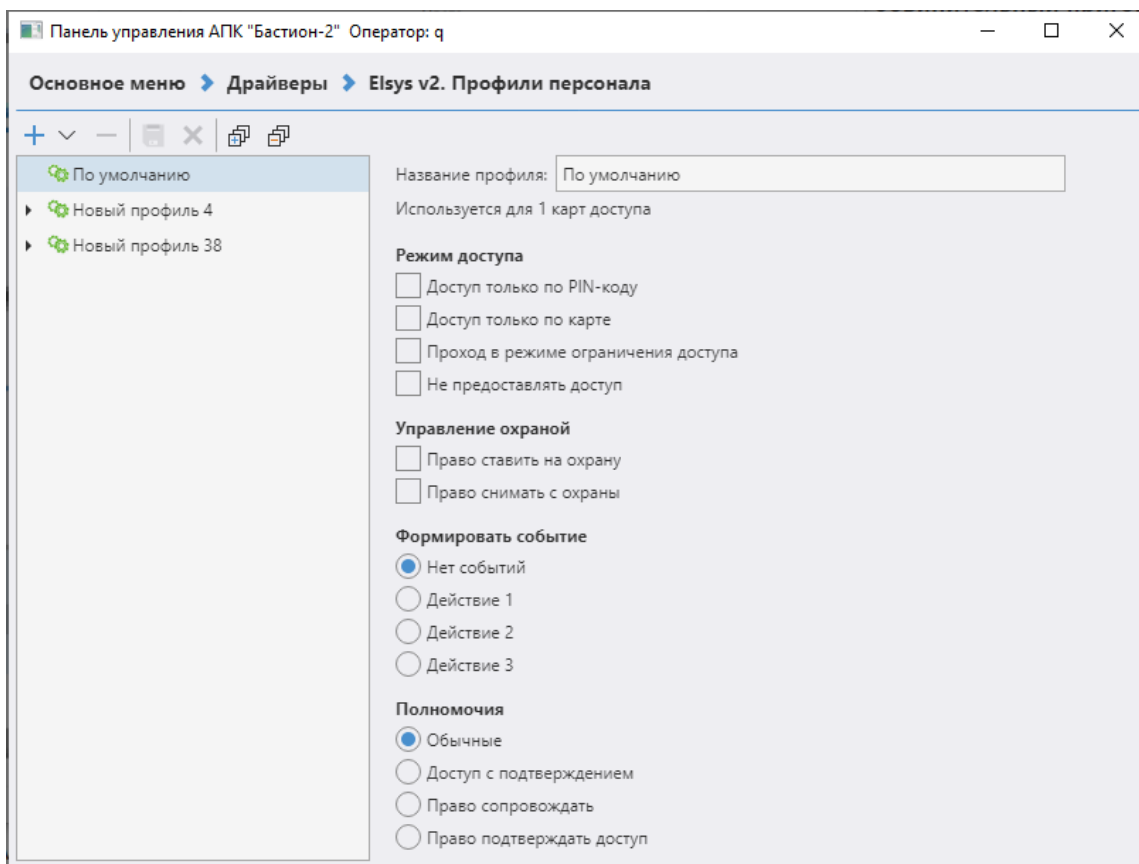 Панель управления АПК "Бастион-2" Оператор: q
Основное меню Драйверы Elsys v2. Профили персонала
По умолчанию
Новый профиль 4
Новый профиль 38
Название профиля: По умолчанию
Используется для 1 карт доступа
Режим доступа
Доступ только по PIN-коду
Доступ только по карте
Проход в режиме ограничения доступа
Не предоставлять доступ
Управление охраной
Право ставить на охрану
Право снимать с охраны
Формировать событие
Нет событий
Действие 1
Действие 2
Действие 3
Полномочия
Обычные
Доступ с подтверждением
Право сопровождать
Право подтверждать доступ